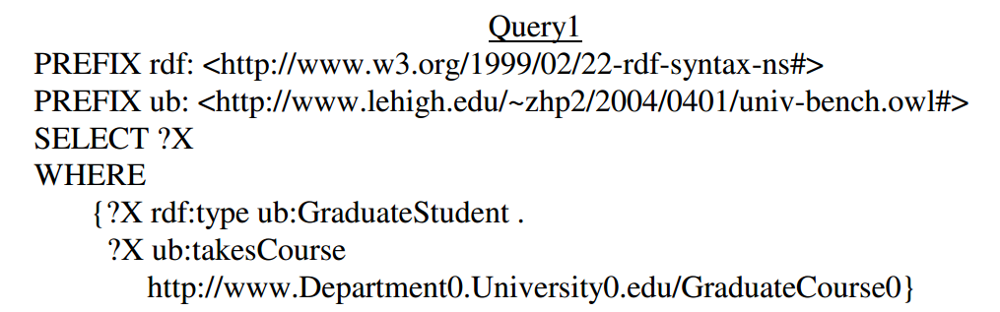 Query1
PREFIX rdf: <http://www.w3.org/1999/02/22-rdf-syntax-ns#>
PREFIX ub: <http://www.lehigh.edu/~zhp2/2004/0401/univ-bench.owl#>
SELECT ?X
WHERE
{?X rdf:type ub:GraduateStudent .
?X ub:takesCourse
http://www.Department0.University0.edu/GraduateCourse0}